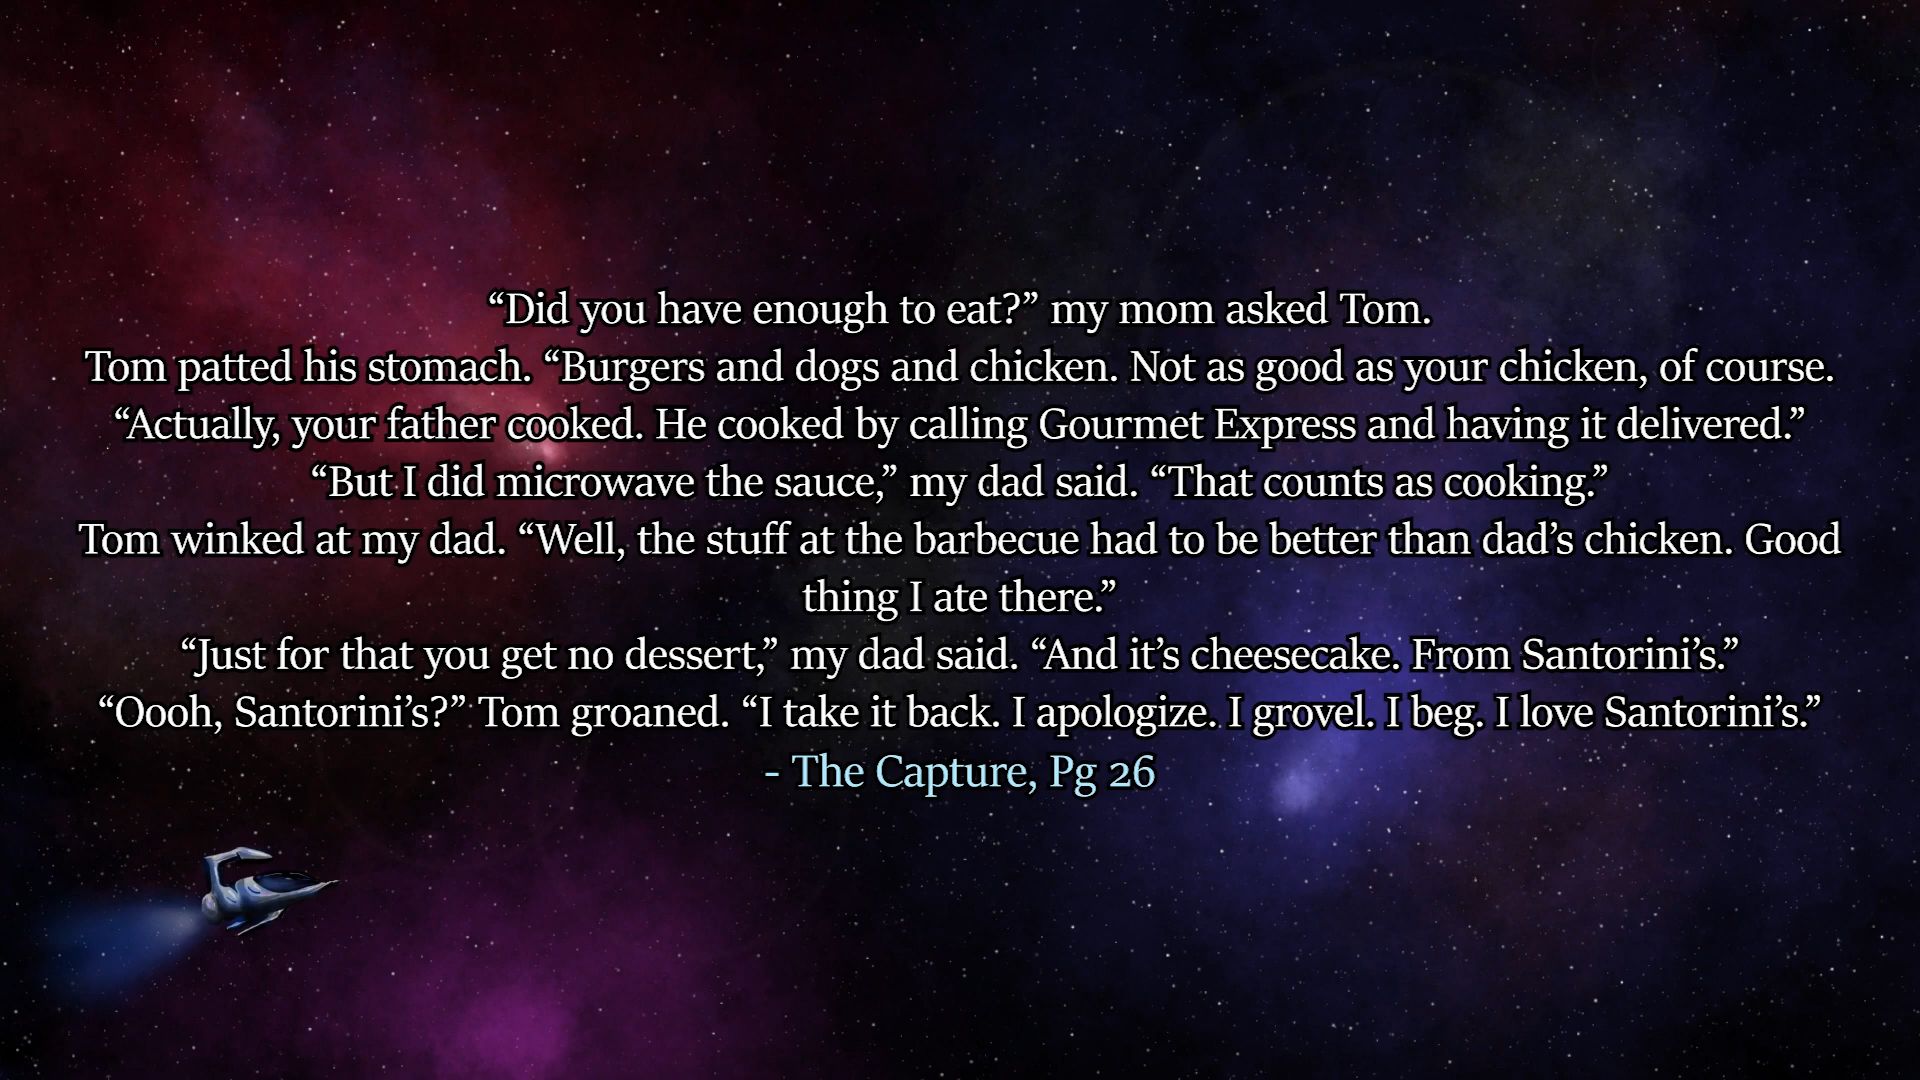 “Did you have enough to eat?” my mom asked Tom.
Tom patted his stomach. “Burgers and dogs and chicken. Not as good as your chicken, of course.
“Actually, your father cooked. He cooked by calling Gourmet Express and having it delivered.”
“But I did microwave the sauce,” my dad said. “That counts as cooking.”
Tom winked at my dad. “Well, the stuff at the barbecue had to be better than dad’s chicken. Good
thing I ate there.”
“Just for that you get no dessert,” my dad said. “And it’s cheesecake. From Santorini’s.”
“Oooh, Santorini’s?” Tom groaned. “I take it back. I apologize. I grovel. I beg. I love Santorini’s.”
- The Capture, Pg 26